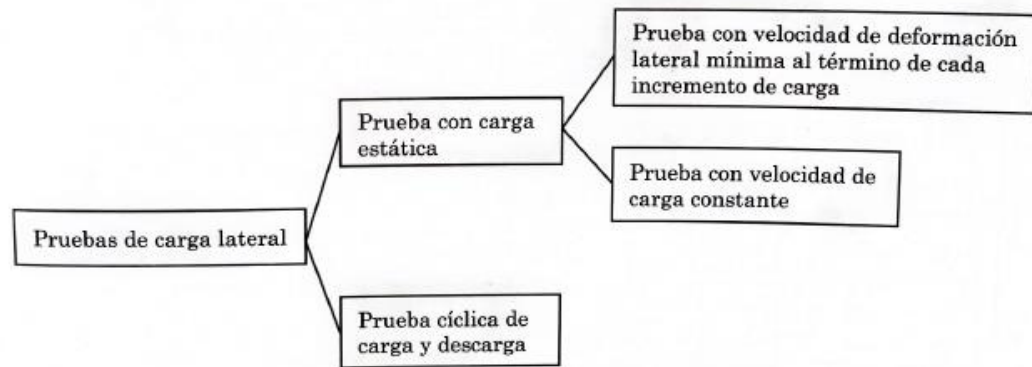 Prueba con velocidad de deformación
lateral mínima al término de cada
incremento de carga
Prueba con carga
estática
Prueba con velocidad de
carga constante
Pruebas de carga lateral
Prueba cíclica de
carga y descarga